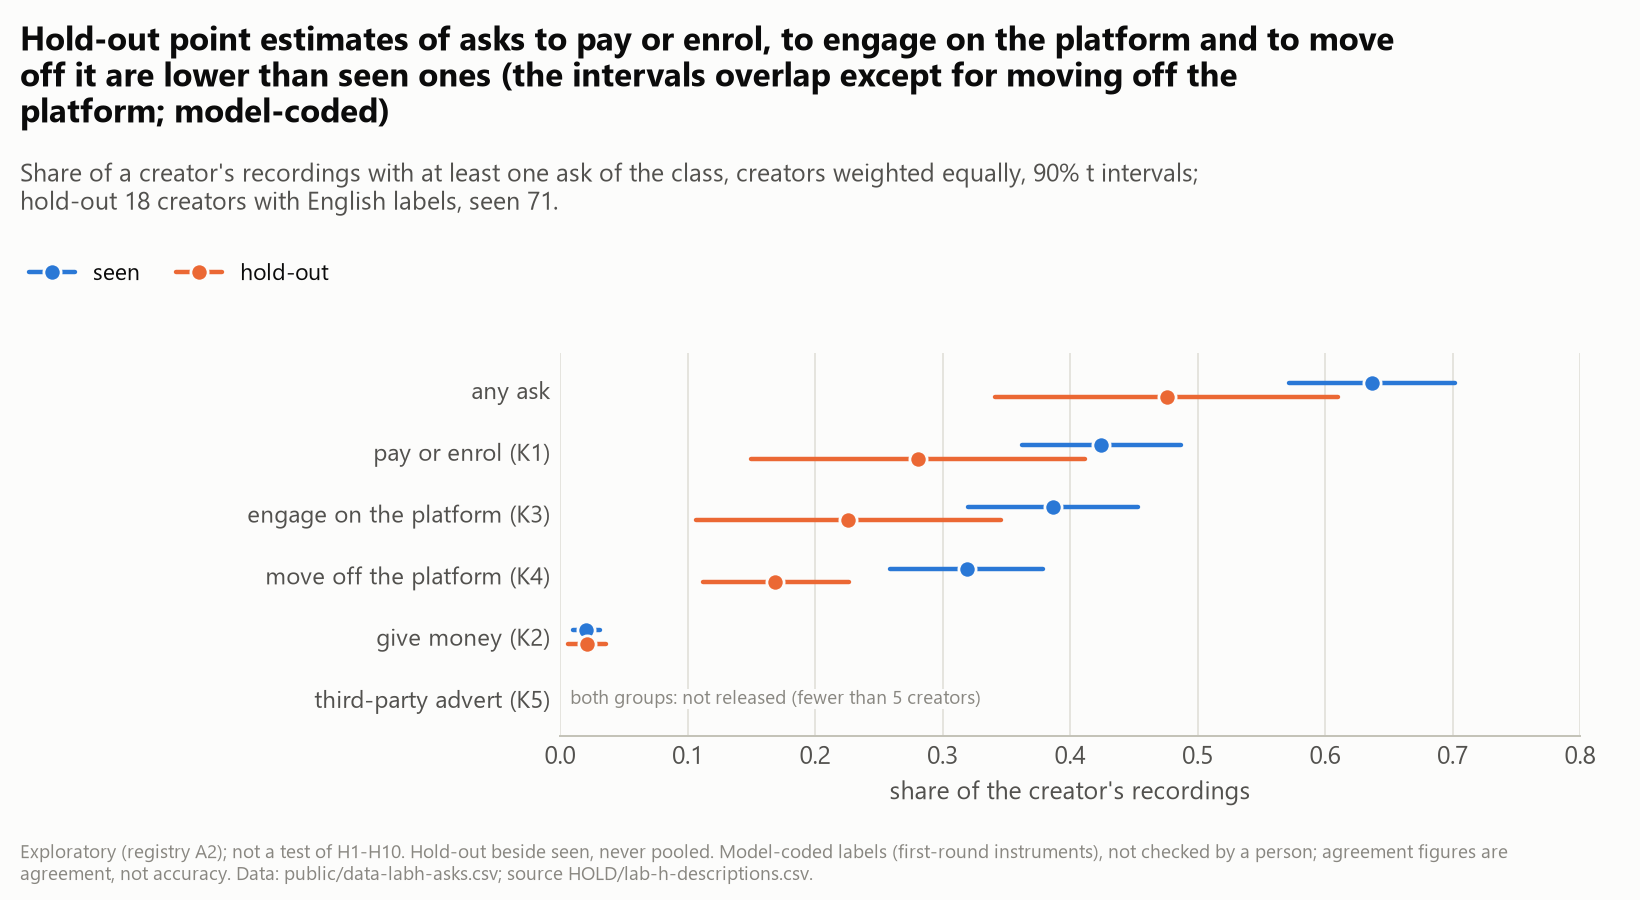 Hold-out point estimates of asks to pay or enrol, to engage on the platform and to move
off it are lower than seen ones (the intervals overlap except for moving off the
platform; model-coded)
Share of a creator's recordings with at least one ask of the class, creators weighted equally, 90% t intervals;
hold-out 18 creators with English labels, seen 71.
seen
hold-out
any ask
pay or enrol (K1)
engage on the platform (K3)
move off the platform (K4)
give money (K2)
third-party advert (K5)
both groups: not released (fewer than 5 creators)
0.0 0.1 0.2 0.3 0.4 0.5 0.6 0.7 0.8
share of the creator's recordings
Exploratory (registry A2); not a test of H1-H10. Hold-out beside seen, never pooled. Model-coded labels (first-round instruments), not checked by a person; agreement figures are
agreement, not accuracy. Data: public/data-labh-asks.csv; source HOLD/lab-h-descriptions.csv.